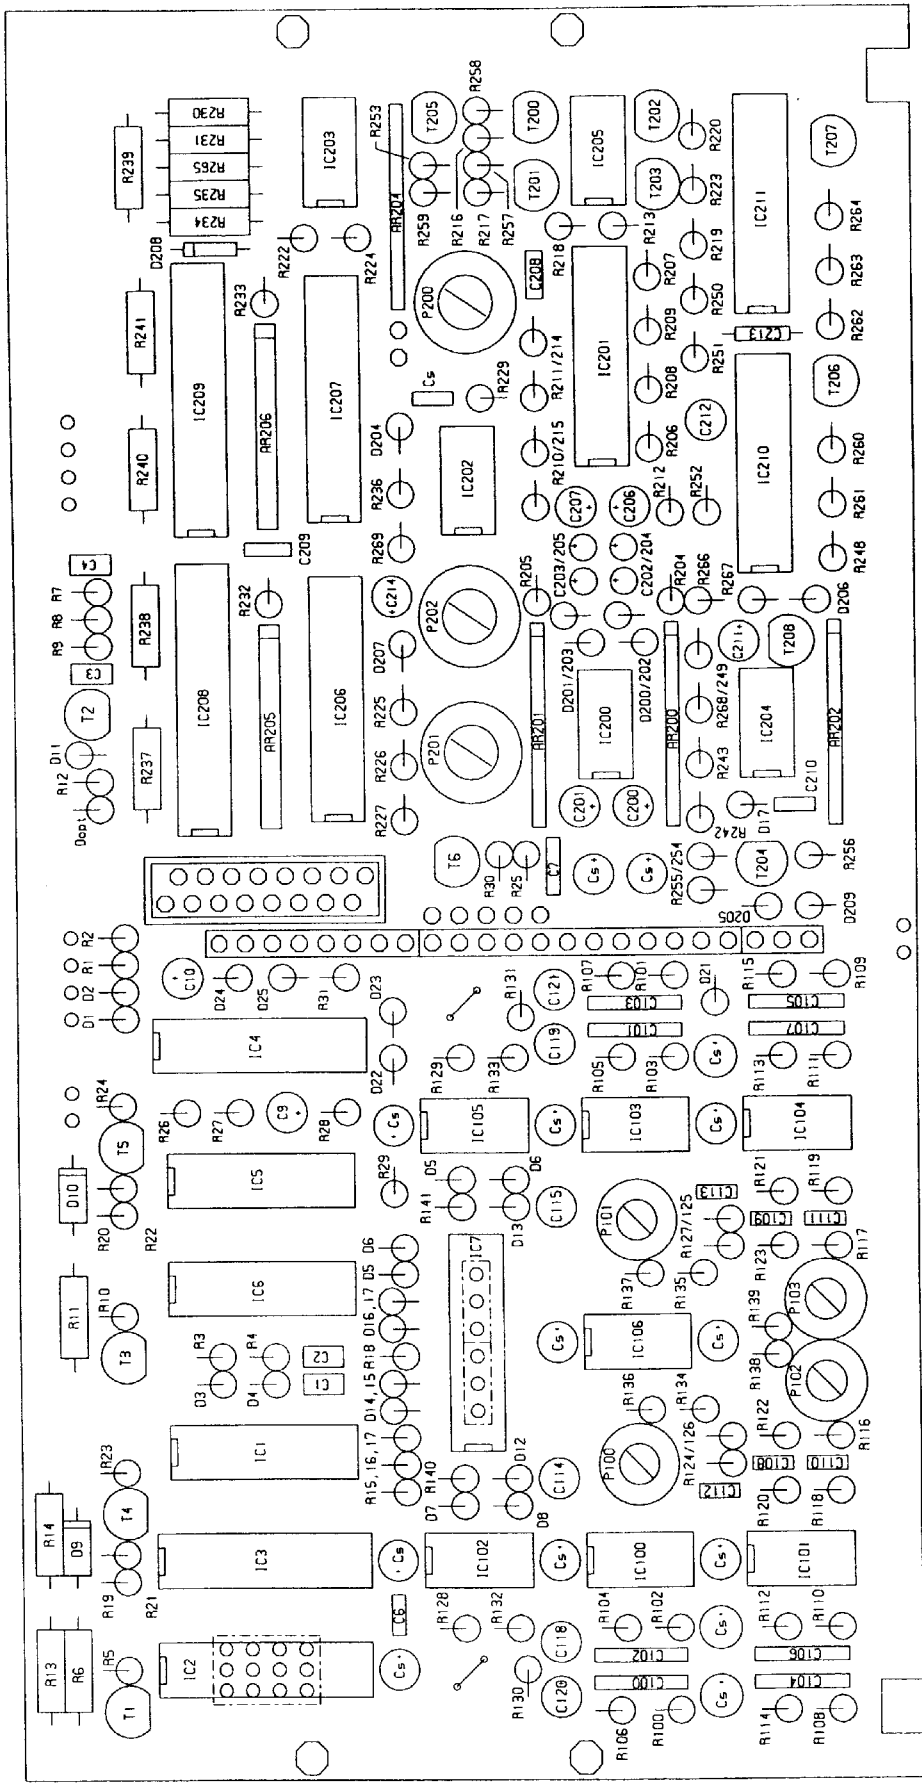 R239
R230
R231
R265
R235
R234
D208
IC203
R222
R224
R253
R258
T205
AR204
R259
R216
R217
R257
T200
T201
IC205
T202
T203
R220
R223
IC211
T207
R264
R241
IC209
R233
AR206
IC207
P200
C208
R218
R213
R207
R219
R250
R263
R262
R209
R251
C213
R240
Cs
R229
R211/214
IC201
R208
C212
T206
D204
R236
IC202
R210/215
R206
IC210
R260
R269
C209
C207
+
C206
+
R212
R252
R261
R248
C4
R7
R8
R9
C3
T2
D11
R12
Dopt
R238
IC208
R232
AR205
IC206
+C214
P202
R205
C203/205
C202/204
R204
R266
R267
D206
R237
D207
R225
R226
R227
P201
AR201
D201/203
IC200
D200/202
AR200
C211+
T208
R268/249
IC204
AR202
R243
C201
+
C200
+
R242
D17
C210
T6
R30
R25
C7
Cs
+
Cs
+
R255/254
T204
R256
D205
D209
R2
R1
D2
D1
C10
+
D24
D25
R31
D23
R131
C121
R107
R101
D21
R115
R109
C103
C105
IC4
C119
C101
C107
D22
R129
R133
R105
R103
Cs+
R113
R111
R24
T5
R26
R27
C9
+
R28
+Cs
IC105
Cs+
IC103
Cs+
IC104
D10
R20
R22
IC5
R29
D5
R141
D6
D13
C115
P101
C113
R127/125
R121
R119
C109
C111
R11
R10
T3
IC6
D6
D5
D16,17
R18
D14,15
IC7
R137
R135
R123
R117
R139
P103
R3
D3
R4
D4
C2
C1
Cs+
IC106
Cs+
R138
P102
R23
T4
IC1
R15,16,17
R140
D7
D12
D8
C114
R136
P100
R134
R124/126
C112
R122
R116
C108
C110
R120
R118
R14
D9
R19
R21
IC3
+Cs
IC102
Cs+
IC100
Cs+
IC101
R13
R6
R5
T1
IC2
C6
Cs+
R128
R132
R130
C118
C120
R104
R102
C102
C100
Cs+
Cs+
R112
R110
C106
C104
R106
R100
R114
R108